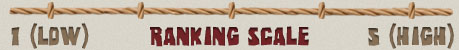 1 (LOW) RANKING SCALE 5 (HIGH)